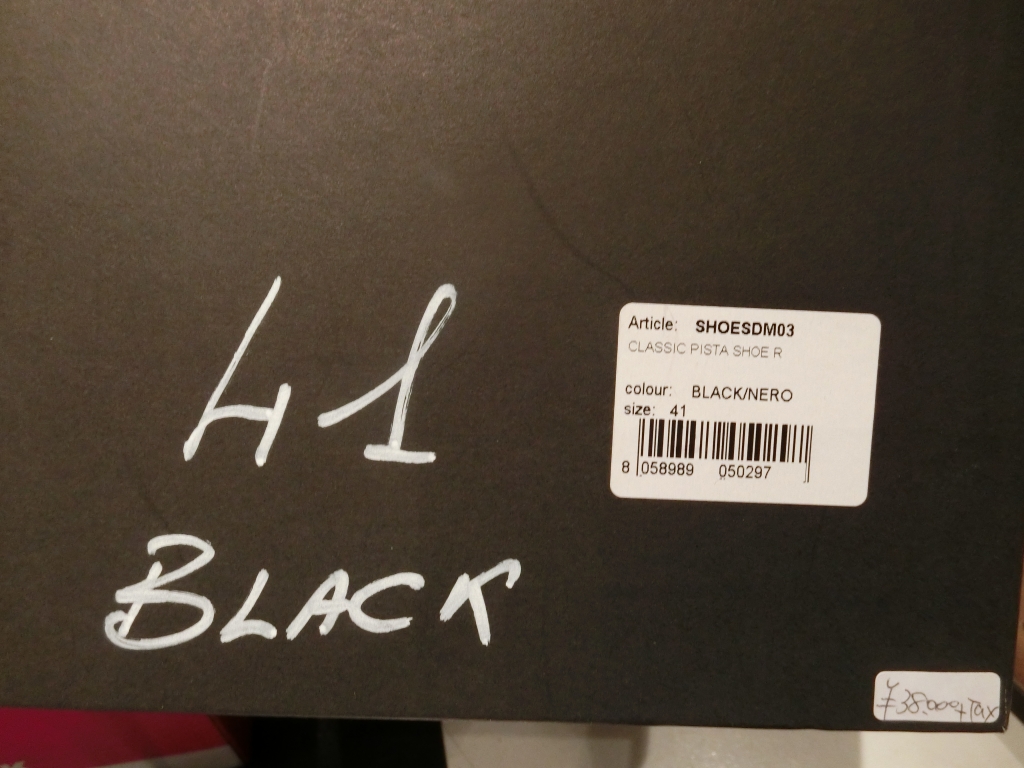 41
BLACK
Article: SHOESDM03
CLASSIC PISTA SHOE R
colour: BLACK/NERO
size: 41
8 058989 050297
¥38.000+Tax